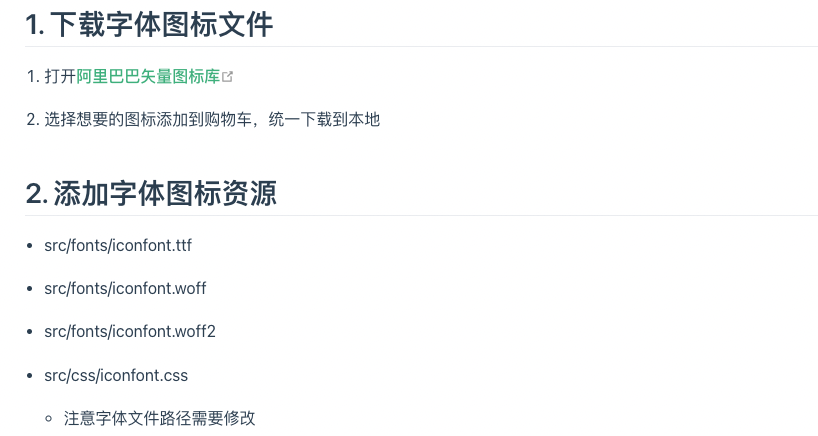 1. 下载字体图标文件
1. 打开阿里巴巴矢量图标库
2. 选择想要的图标添加到购物车，统一下载到本地
2. 添加字体图标资源
• src/fonts/iconfont.ttf
• src/fonts/iconfont.woff
• src/fonts/iconfont.woff2
• src/css/iconfont.css
◦ 注意字体文件路径需要修改